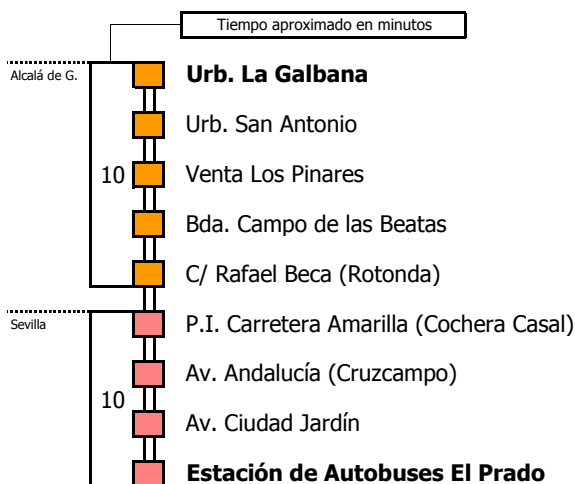 Tiempo aproximado en minutos
Alcalá de G.
Urb. La Galbana
Urb. San Antonio
10
Venta Los Pinares
Bda. Campo de las Beatas
C/ Rafael Beca (Rotonda)
Sevilla
P.I. Carretera Amarilla (Cochera Casal)
Av. Andalucía (Cruzcampo)
10
Av. Ciudad Jardín
Estación de Autobuses El Prado